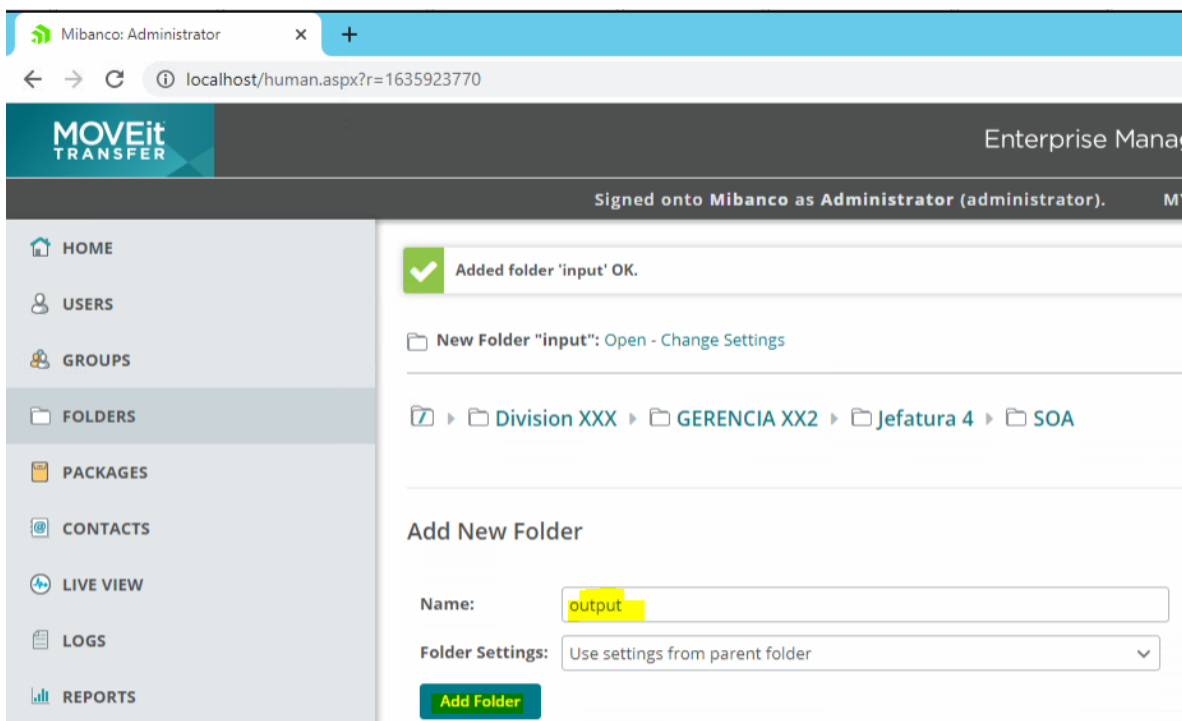 Mibanco: Administrator
localhost/human.aspx?r=1635923770
MOVEit
TRANSFER
Enterprise
Signed onto Mibanco as Administrator (administrator).
HOME
USERS
GROUPS
FOLDERS
PACKAGES
CONTACTS
LIVE VIEW
LOGS
REPORTS
Added folder 'input' OK.
New Folder "input": Open - Change Settings
Division XXX GERENCIA XX2 Jefatura 4 SOA
Add New Folder
Name: output
Folder Settings: Use settings from parent folder
Add Folder